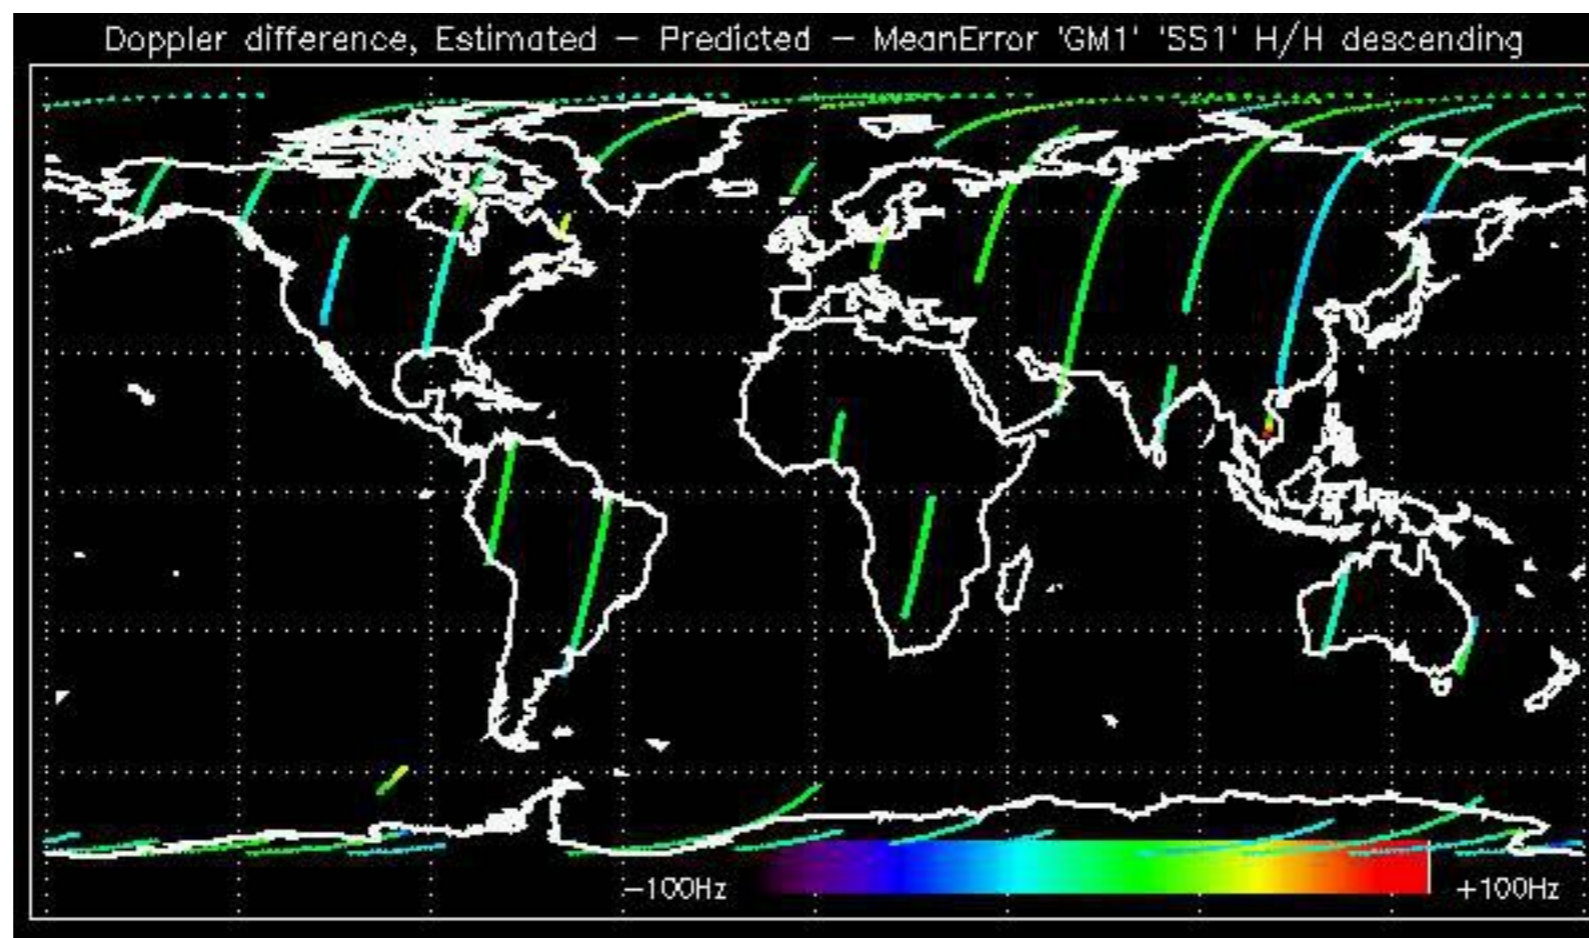 Doppler difference, Estimated – Predicted – MeanError 'GM1' 'SS1' H/H descending
–100Hz +100Hz